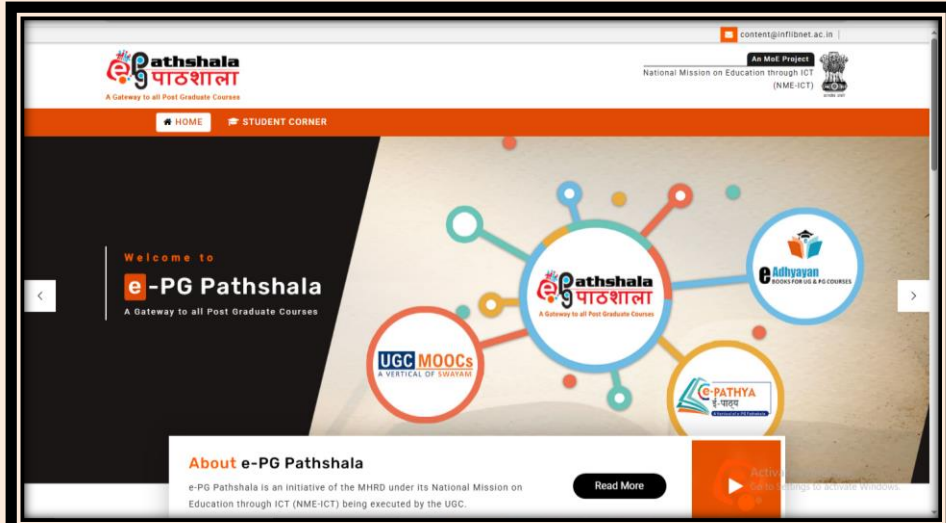 content@inflibnet.ac.in
ePG Pathshala
पाठशाला
A Gateway to all Post Graduate Courses
An MoE Project
National Mission on Education through ICT
(NME-ICT)
HOME
STUDENT CORNER
Welcome to
e-PG Pathshala
A Gateway to all Post Graduate Courses
ePG Pathshala
पाठशाला
A Gateway to all Post Graduate Courses
eAdhyayan
BOOKS FOR UG & PG COURSES
UGC MOOCs
A VERTICAL OF SWAYAM
e-PATHYA
ई-पाठ्य
About e-PG Pathshala
e-PG Pathshala is an initiative of the MHRD under its National Mission on
Education through ICT (NME-ICT) being executed by the UGC.
Read More
Go to Settings to activate Windows.